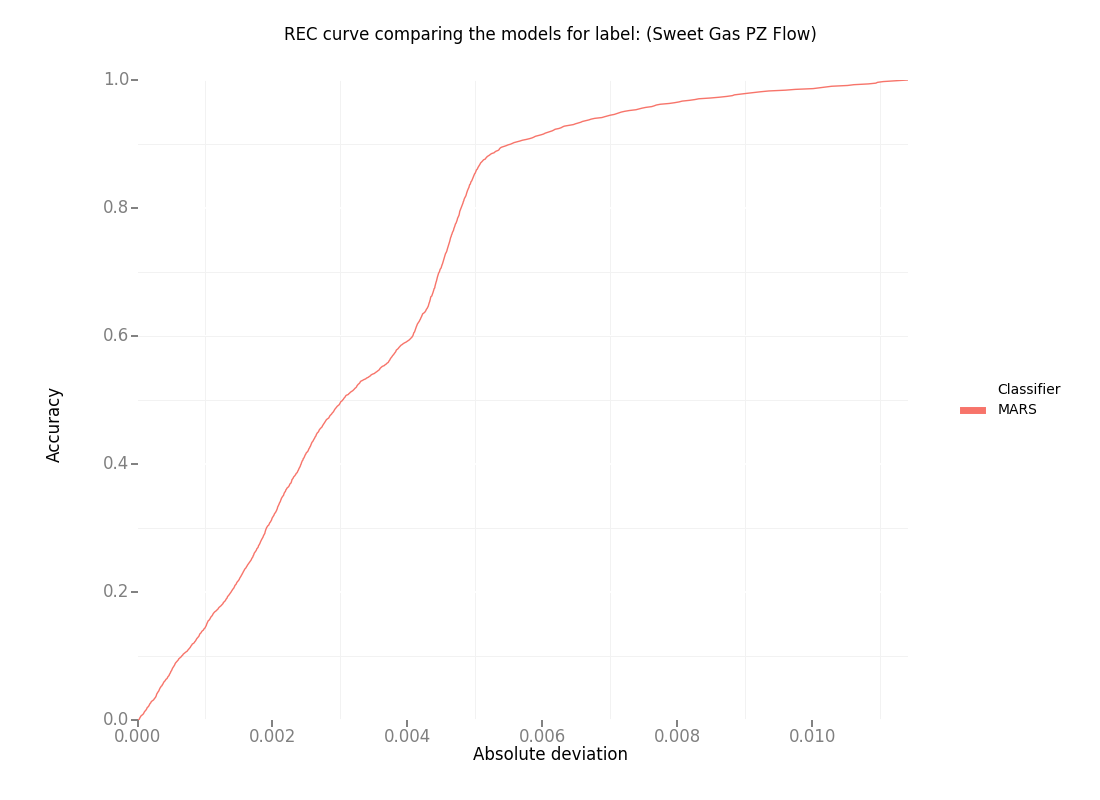 REC curve comparing the models for label: (Sweet Gas PZ Flow)
1.0
0.8
0.6
0.4
0.2
0.0
Accuracy
0.000 0.002 0.004 0.006 0.008 0.010
Absolute deviation
Classifier
MARS